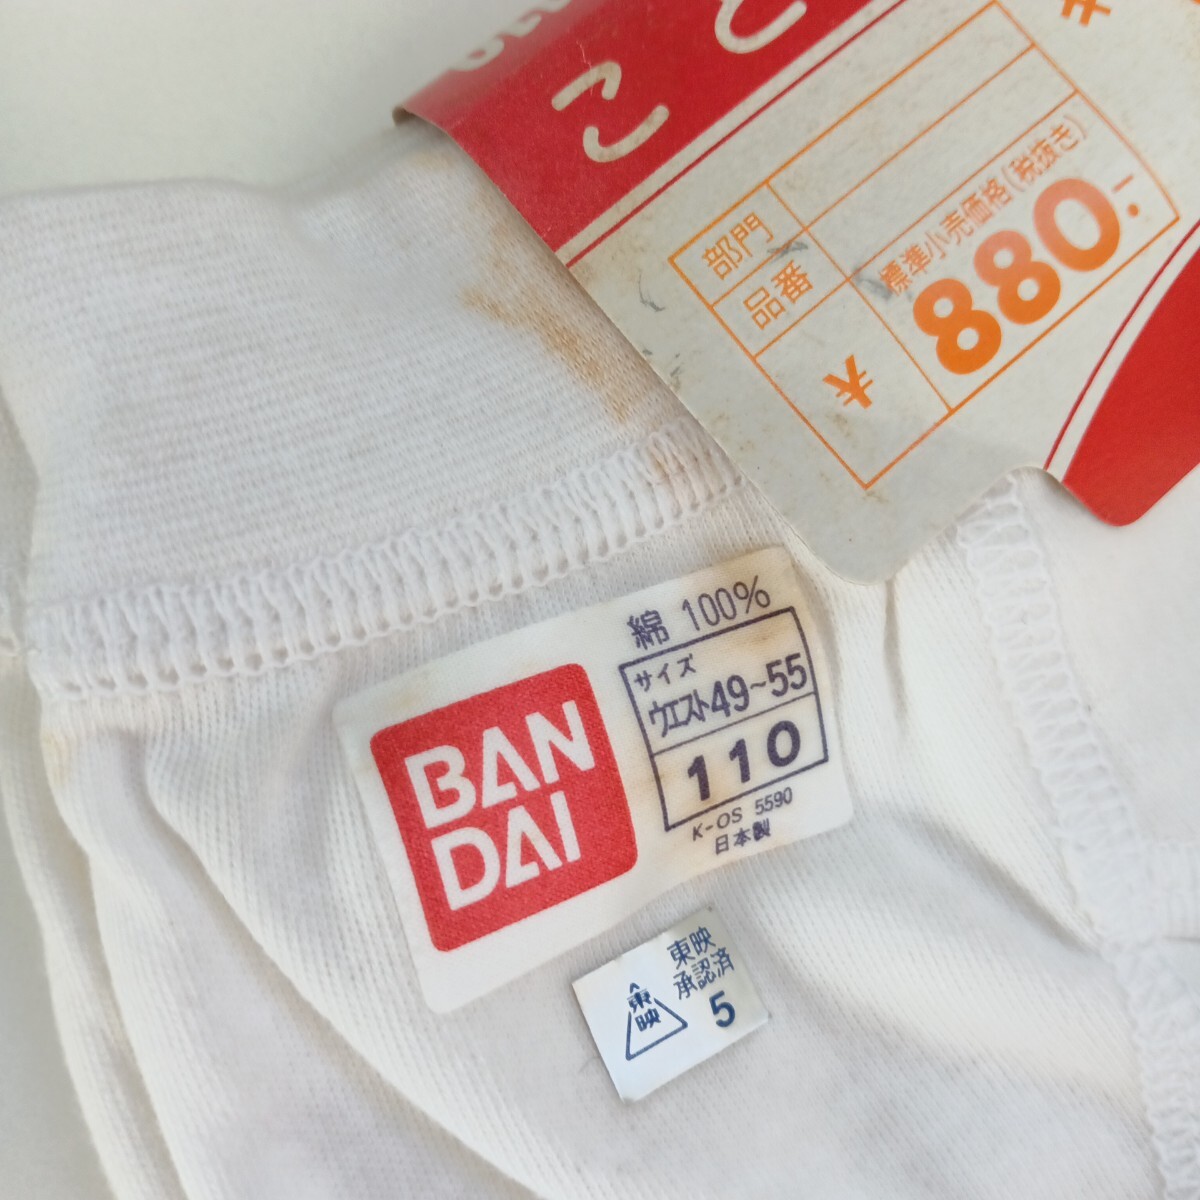 こ
部門
品番
標準小売価格(税抜き)
¥
880.-
綿 100%
サイズ
ウエスト49~55
110
K-OS 5590
日本製
BAN
DAI
東映
承認済
5
東
映